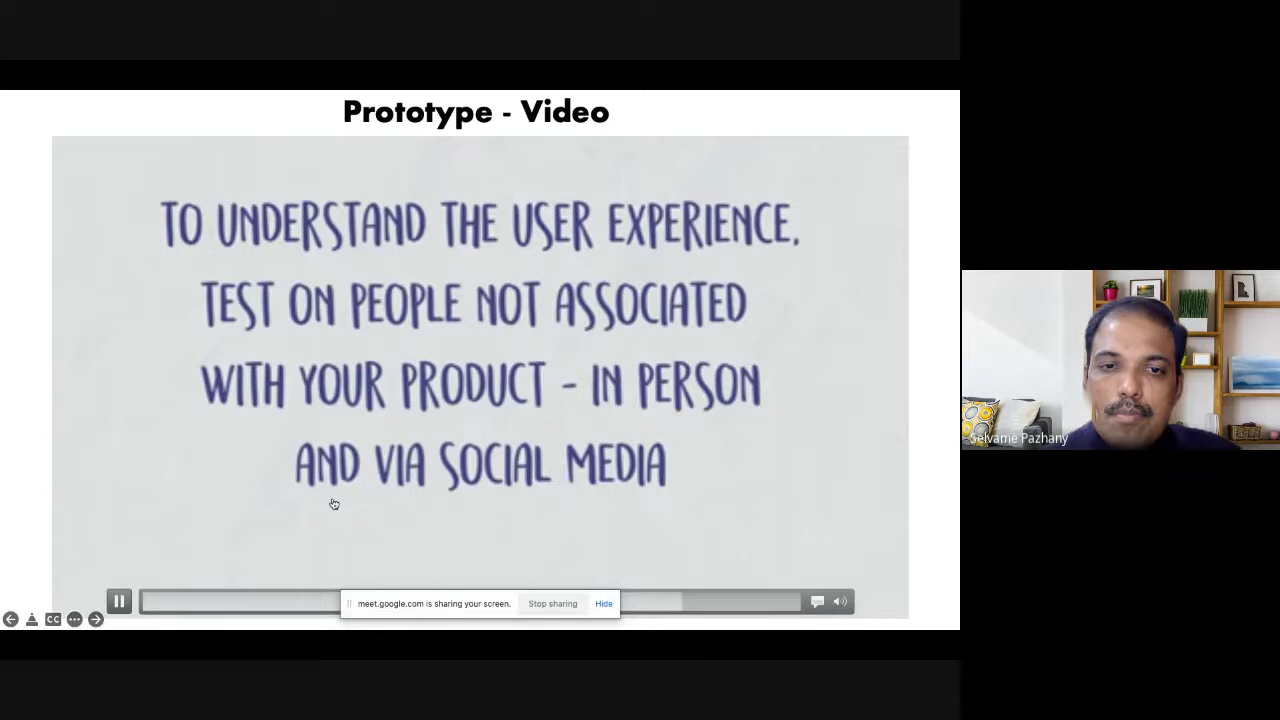 Prototype - Video
TO UNDERSTAND THE USER EXPERIENCE,
TEST ON PEOPLE NOT ASSOCIATED
WITH YOUR PRODUCT - IN PERSON
AND VIA SOCIAL MEDIA
Selvame Pazhany
meet.google.com is sharing your screen.
Stop sharing
Hide
CC